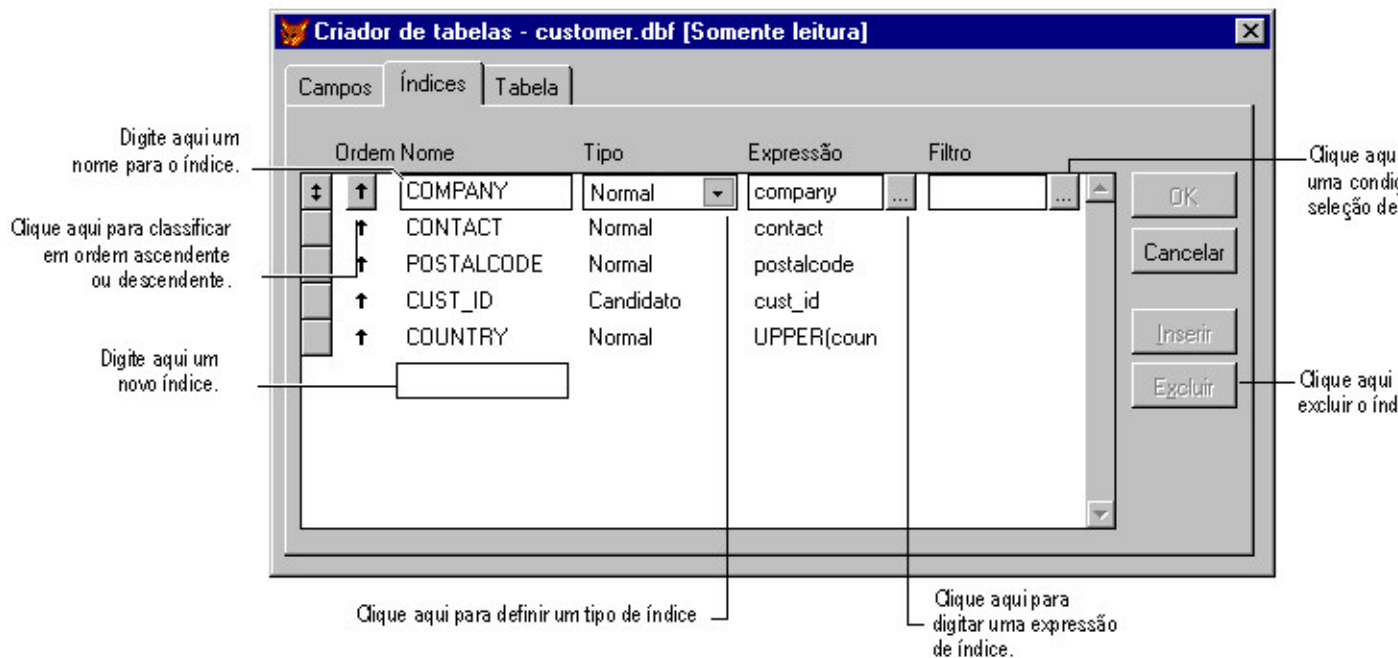 Criador de tabelas - customer.dbf [Somente leitura]
Campos Índices Tabela
Digite aqui um
nome para o índice.
Ordem Nome Tipo Expressão Filtro
COMPANY Normal company ... ...
CONTACT Normal contact
POSTALCODE Normal postalcode
CUST_ID Candidato cust_id
COUNTRY Normal UPPER(coun
Clique aqui para classificar
em ordem ascendente
ou descendente.
Digite aqui um
novo índice.
OK
Cancelar
Inserir
Excluir
Clique aqu
uma condi
seleção de
Clique aqui
excluir o índ
Clique aqui para definir um tipo de índice
Clique aqui para
digitar uma expressão
de índice.